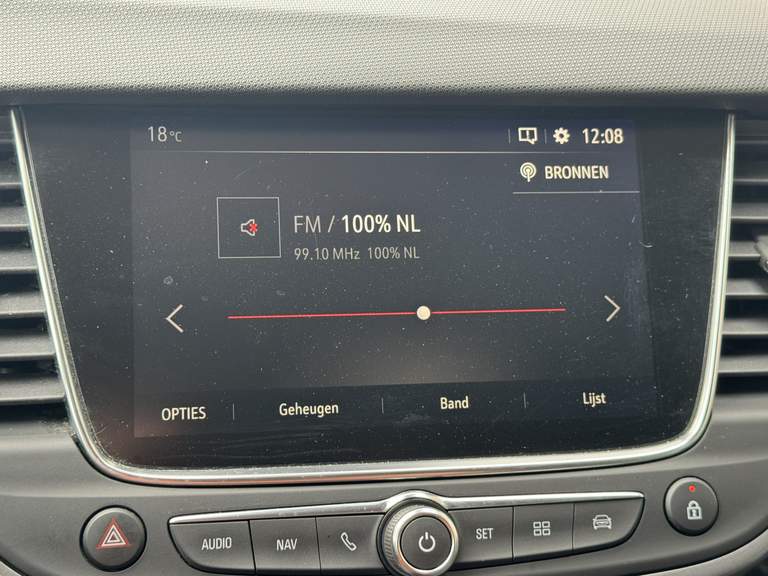 18°C 12:08
BRONNEN
FM / 100% NL
99.10 MHz 100% NL
OPTIES Geheugen Band Lijst
AUDIO NAV SET